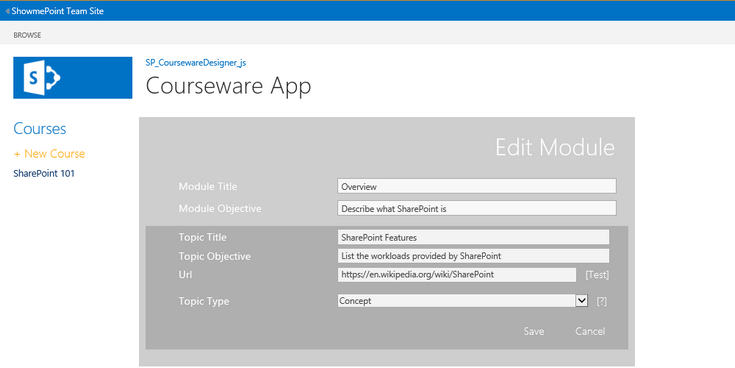 ShowmePoint Team Site
BROWSE
S
SP_CoursewareDesigner_js
Courseware App
Courses
+ New Course
SharePoint 101
Edit Module
Module Title Overview
Module Objective Describe what SharePoint is
Topic Title SharePoint Features
Topic Objective List the workloads provided by SharePoint
Url https://en.wikipedia.org/wiki/SharePoint [Test]
Topic Type Concept [?]
Save Cancel